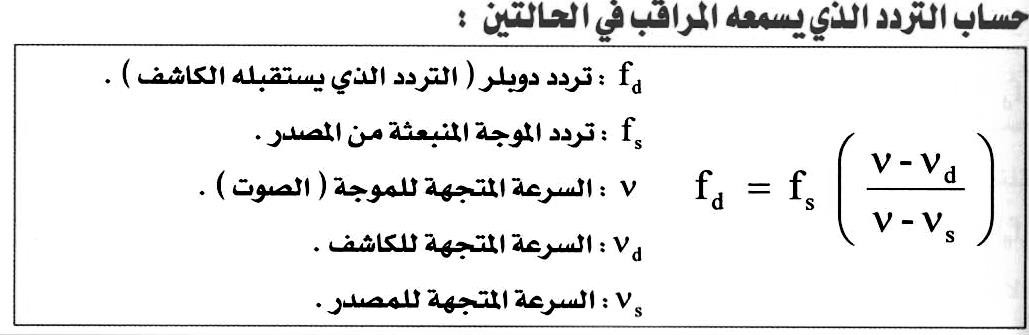 حساب التردد الذي يسمعه المراقب في الحالتين :
f_d : تردد دوبلر ( التردد الذي يستقبله الكاشف ) .
f_s : تردد الموجة المنبعثة من المصدر .
v : السرعة المتجهة للموجة ( الصوت ) .
v_d : السرعة المتجهة للكاشف .
v_s : السرعة المتجهة للمصدر .
f_d = f_s ( (v - v_d) / (v - v_s) )